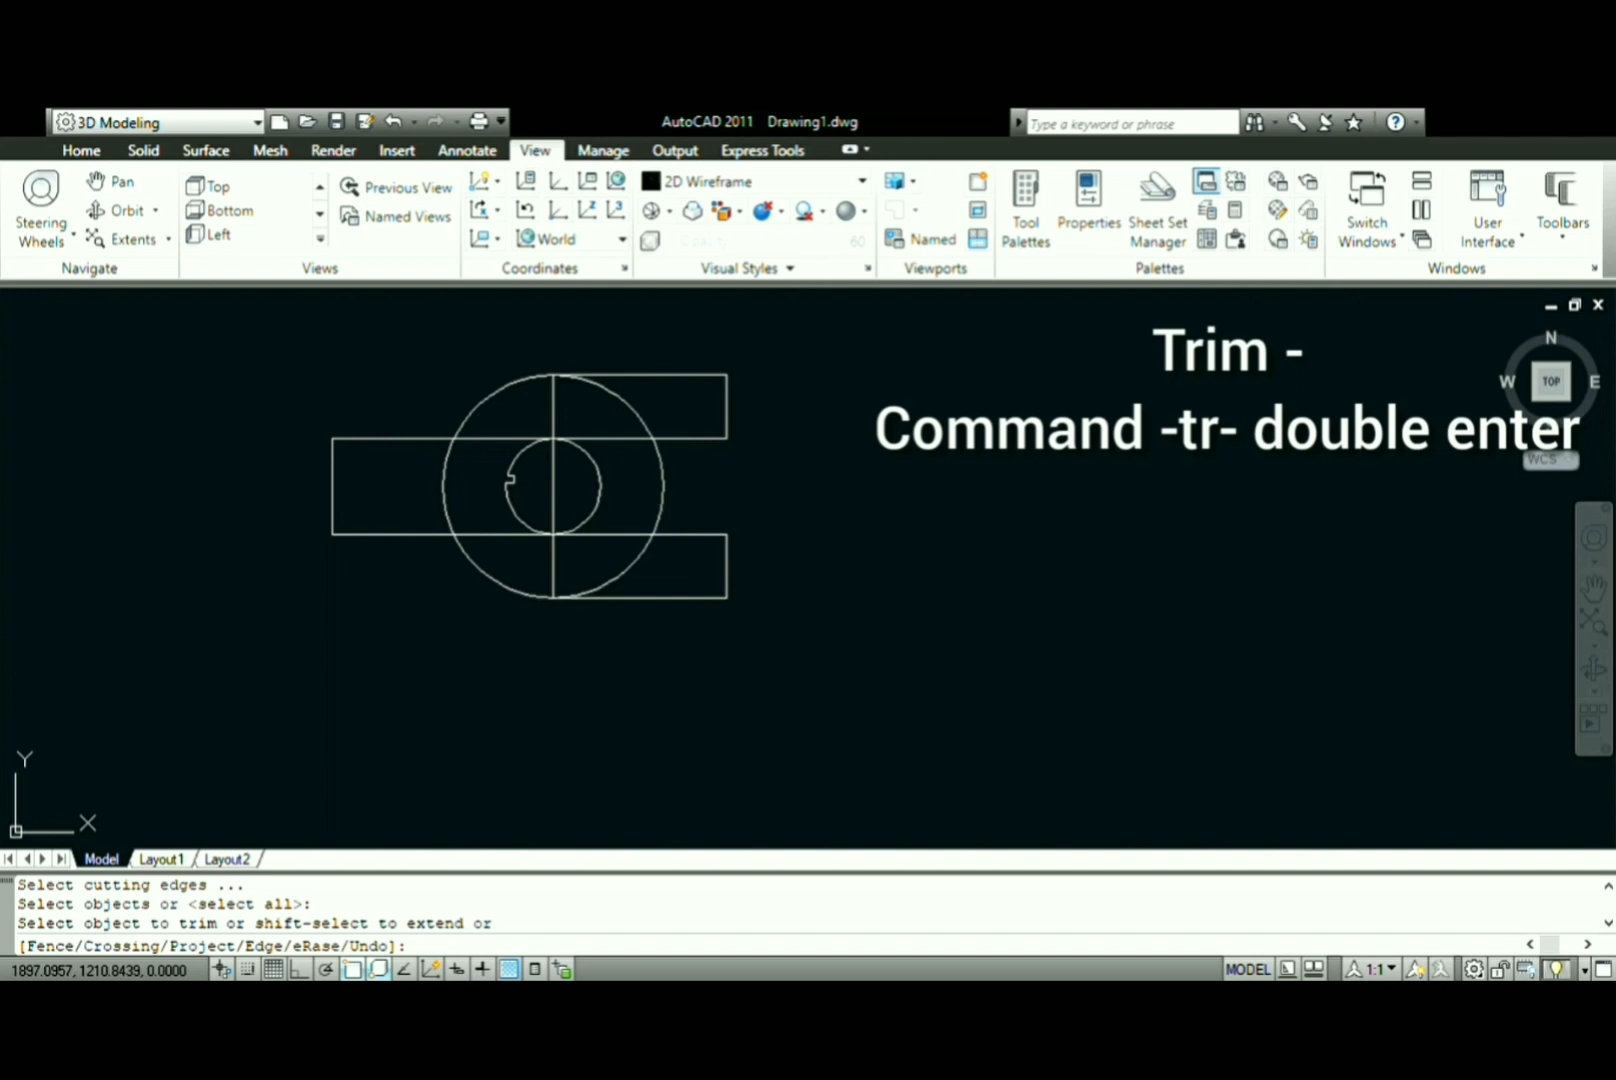 3D Modeling
AutoCAD 2011 Drawing1.dwg
Type a keyword or phrase
Home Solid Surface Mesh Render Insert Annotate View Manage Output Express Tools
Pan
Orbit
Extents
Steering
Wheels
Navigate
Top
Bottom
Left
Previous View
Named Views
Views
World
Coordinates
2D Wireframe
Opacity 60
Visual Styles
Named
Viewports
Tool
Palettes
Properties
Sheet Set
Manager
Palettes
Switch
Windows
User
Interface
Toolbars
Windows
Trim -
Command -tr- double enter
N
W TOP E
WCS
Y
X
Model Layout1 Layout2
Select cutting edges ...
Select objects or <select all>:
Select object to trim or shift-select to extend or
[Fence/Crossing/Project/Edge/eRase/Undo]:
1897.0957, 1210.8439, 0.0000
MODEL
1:1